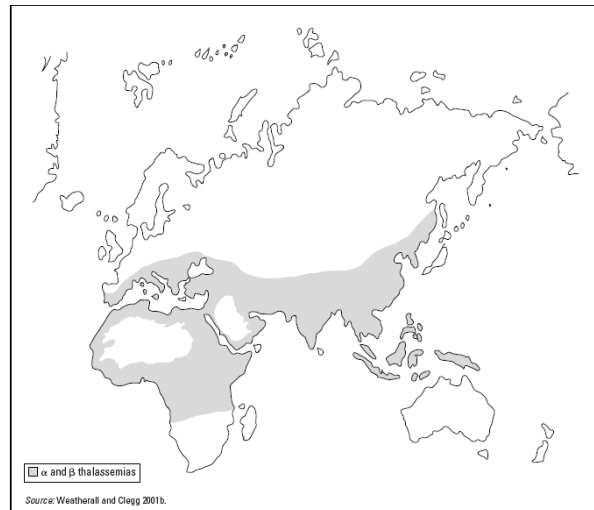 α and β thalassemias
Source: Weatherall and Clegg 2001b.